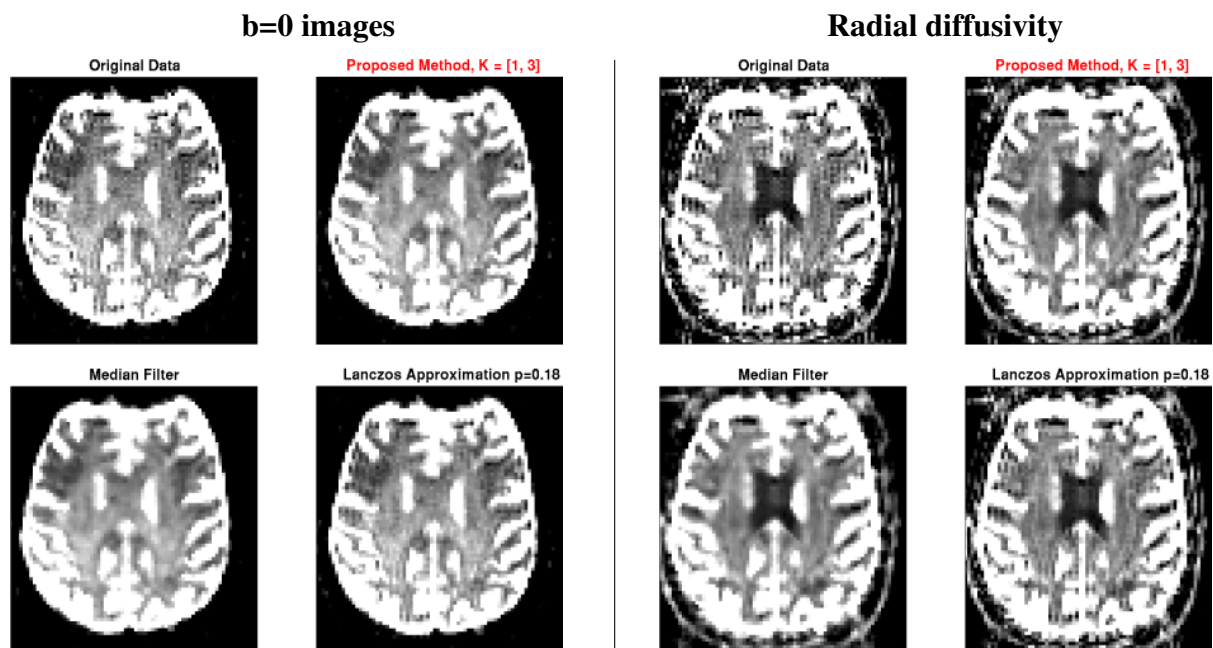 b=0 images
Radial diffusivity
Original Data
Proposed Method, K = [1, 3]
Original Data
Proposed Method, K = [1, 3]
Median Filter
Lanczos Approximation p=0.18
Median Filter
Lanczos Approximation p=0.18